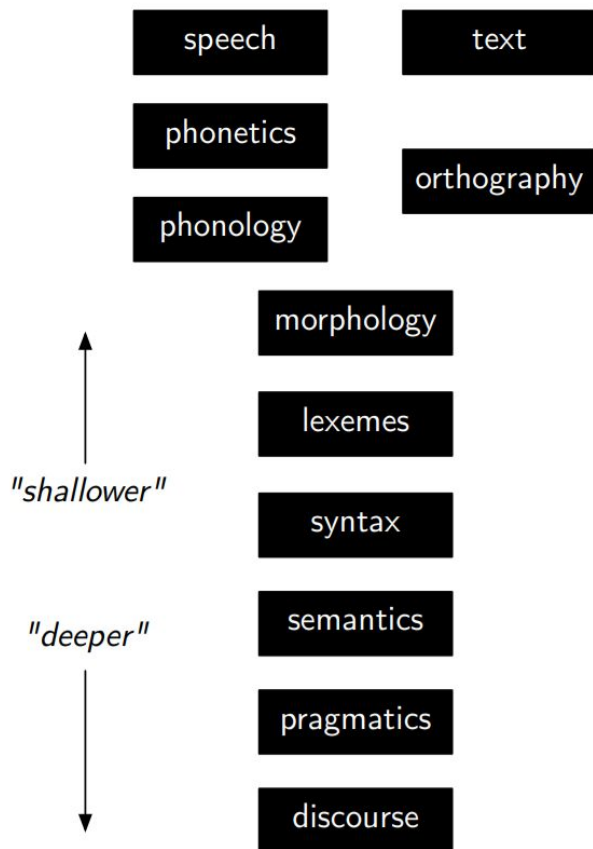 speech
text
phonetics
orthography
phonology
morphology
lexemes
"shallower"
syntax
semantics
"deeper"
pragmatics
discourse